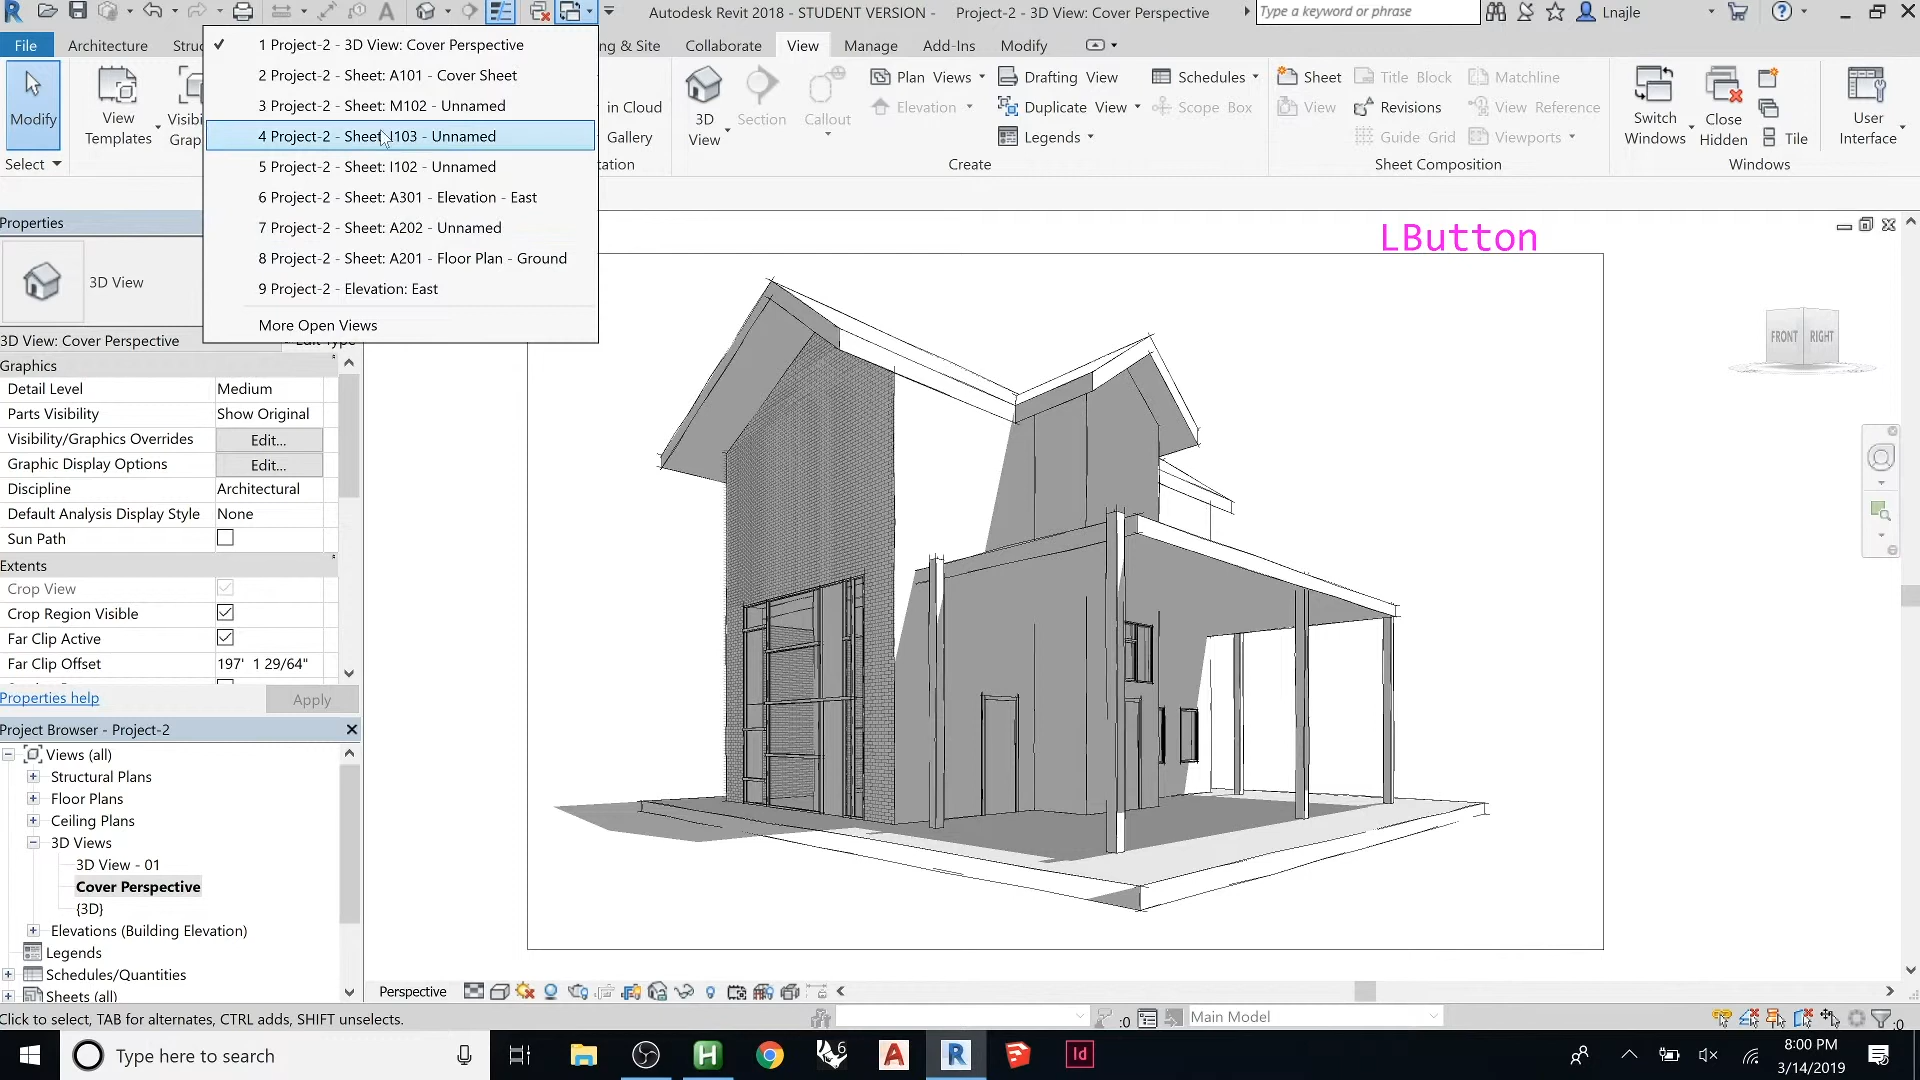 Autodesk Revit 2018 - STUDENT VERSION - Project-2 - 3D View: Cover Perspective
Type a keyword or phrase
Lnajle
File
Architecture
& Site
Collaborate
View
Manage
Add-Ins
Modify
1 Project-2 - 3D View: Cover Perspective
2 Project-2 - Sheet: A101 - Cover Sheet
3 Project-2 - Sheet: M102 - Unnamed
4 Project-2 - Sheet: I103 - Unnamed
5 Project-2 - Sheet: I102 - Unnamed
6 Project-2 - Sheet: A301 - Elevation - East
7 Project-2 - Sheet: A202 - Unnamed
8 Project-2 - Sheet: A201 - Floor Plan - Ground
9 Project-2 - Elevation: East
More Open Views
Modify
Select
View
Templates
in Cloud
Gallery
3D
View
Section
Callout
Plan Views
Elevation
Drafting View
Duplicate View
Legends
Schedules
Scope Box
Create
Sheet
View
Title Block
Revisions
Guide Grid
Matchline
View Reference
Viewports
Sheet Composition
Switch
Windows
Close
Hidden
Tile
Windows
User
Interface
Properties
3D View
3D View: Cover Perspective
Edit Type
Graphics
Detail Level Medium
Parts Visibility Show Original
Visibility/Graphics Overrides Edit...
Graphic Display Options Edit...
Discipline Architectural
Default Analysis Display Style None
Sun Path
Extents
Crop View
Crop Region Visible
Far Clip Active
Far Clip Offset 197' 1 29/64"
Properties help
Apply
Project Browser - Project-2
Views (all)
Structural Plans
Floor Plans
Ceiling Plans
3D Views
3D View - 01
Cover Perspective
{3D}
Elevations (Building Elevation)
Legends
Schedules/Quantities
Sheets (all)
LButton
FRONT
RIGHT
Perspective
Click to select, TAB for alternates, CTRL adds, SHIFT unselects.
:0
Main Model
:0
Type here to search
8:00 PM
3/14/2019